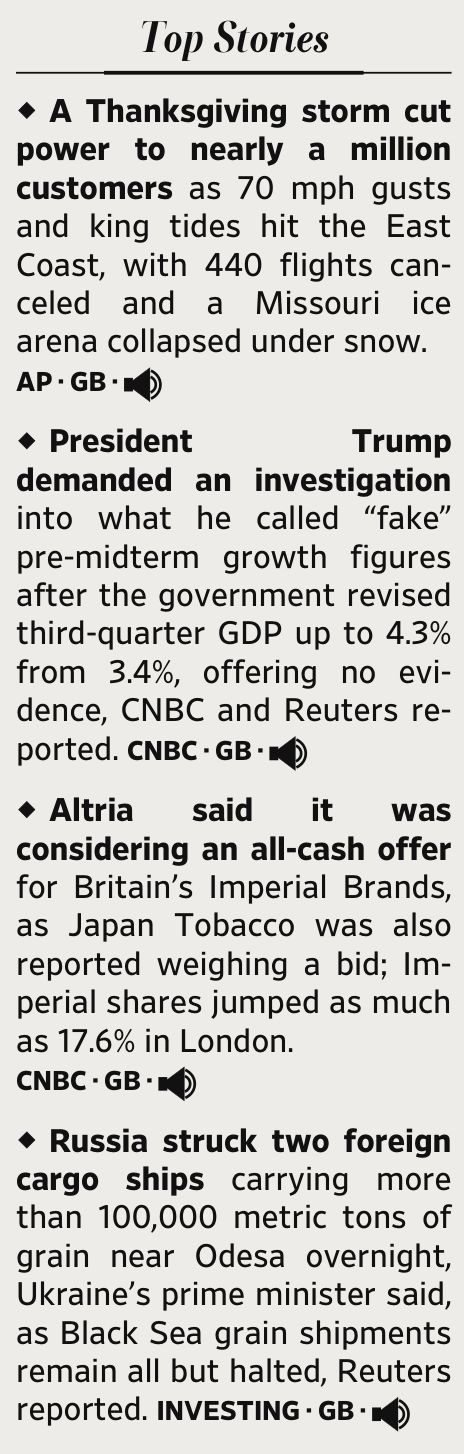 Top Stories
◆ A Thanksgiving storm cut
power to nearly a million
customers as 70 mph gusts
and king tides hit the East
Coast, with 440 flights can-
celed and a Missouri ice
arena collapsed under snow.
AP · GB ·
◆ President Trump
demanded an investigation
into what he called “fake”
pre-midterm growth figures
after the government revised
third-quarter GDP up to 4.3%
from 3.4%, offering no evi-
dence, CNBC and Reuters re-
ported. CNBC · GB ·
◆ Altria said it was
considering an all-cash offer
for Britain’s Imperial Brands,
as Japan Tobacco was also
reported weighing a bid; Im-
perial shares jumped as much
as 17.6% in London.
CNBC · GB ·
◆ Russia struck two foreign
cargo ships carrying more
than 100,000 metric tons of
grain near Odesa overnight,
Ukraine’s prime minister said,
as Black Sea grain shipments
remain all but halted, Reuters
reported. INVESTING · GB ·